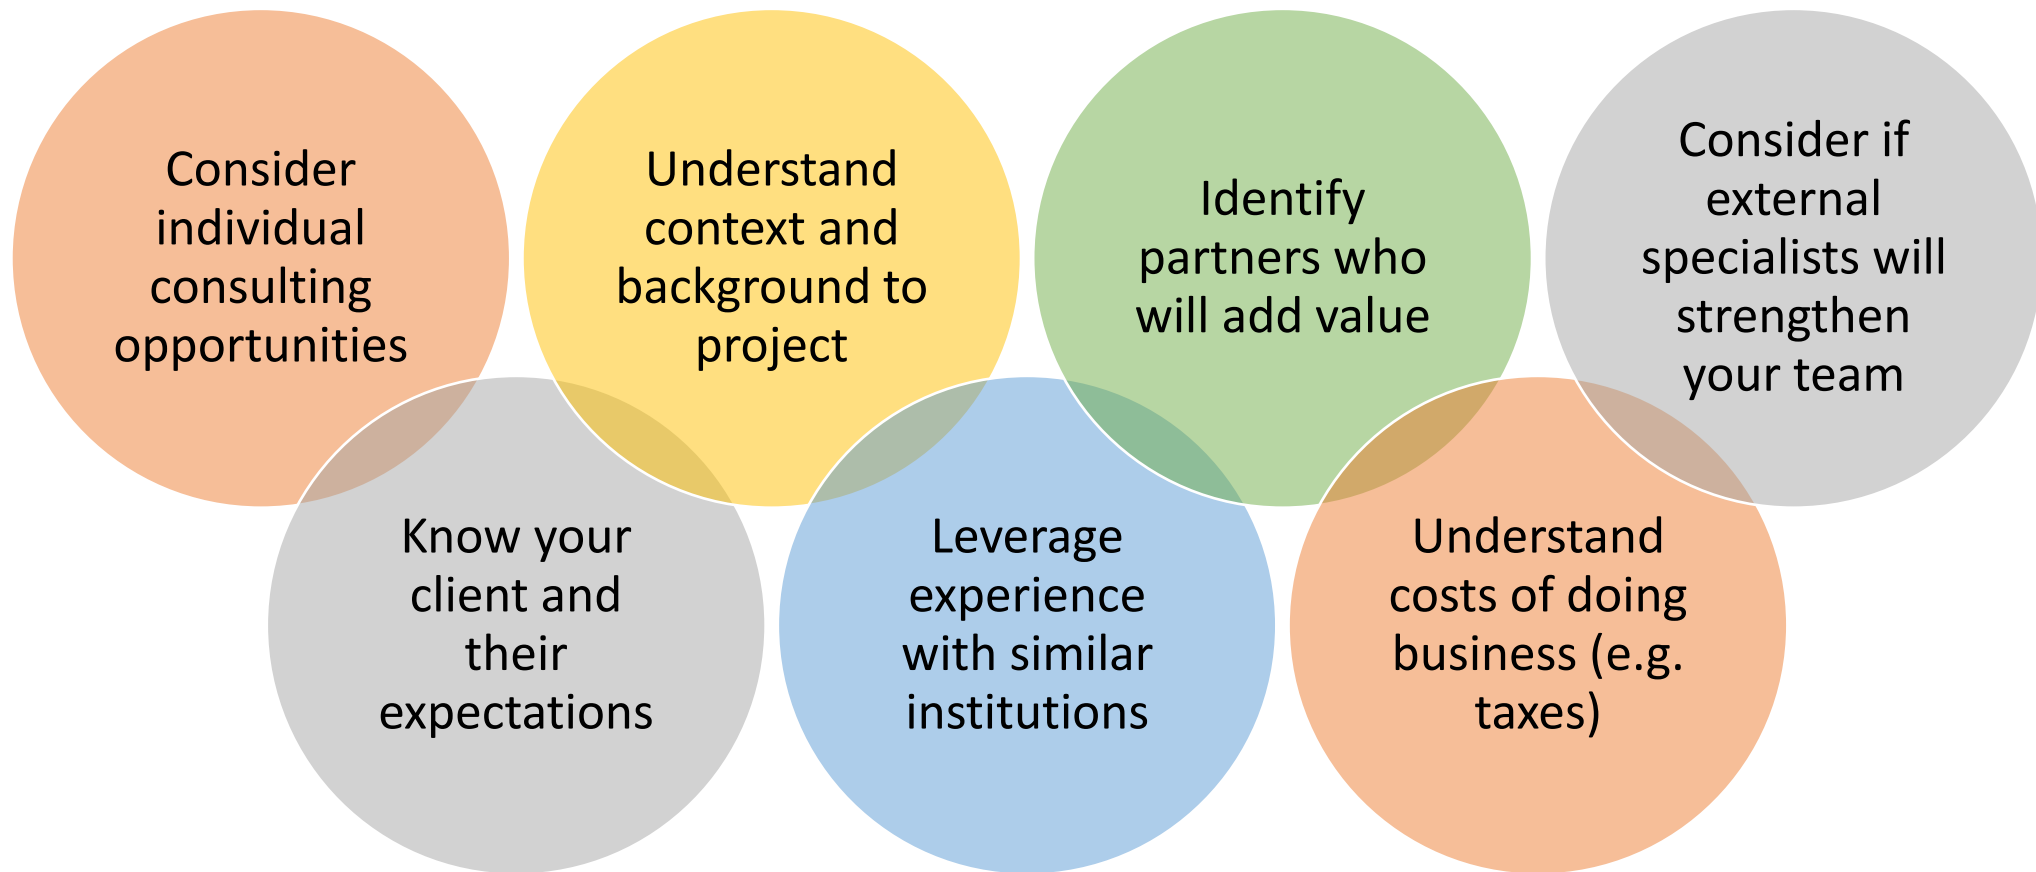 Consider
individual
consulting
opportunities
Know your
client and
their
expectations
Understand
context and
background to
project
Leverage
experience
with similar
institutions
Identify
partners who
will add value
Understand
costs of doing
business (e.g.
taxes)
Consider if
external
specialists will
strengthen
your team